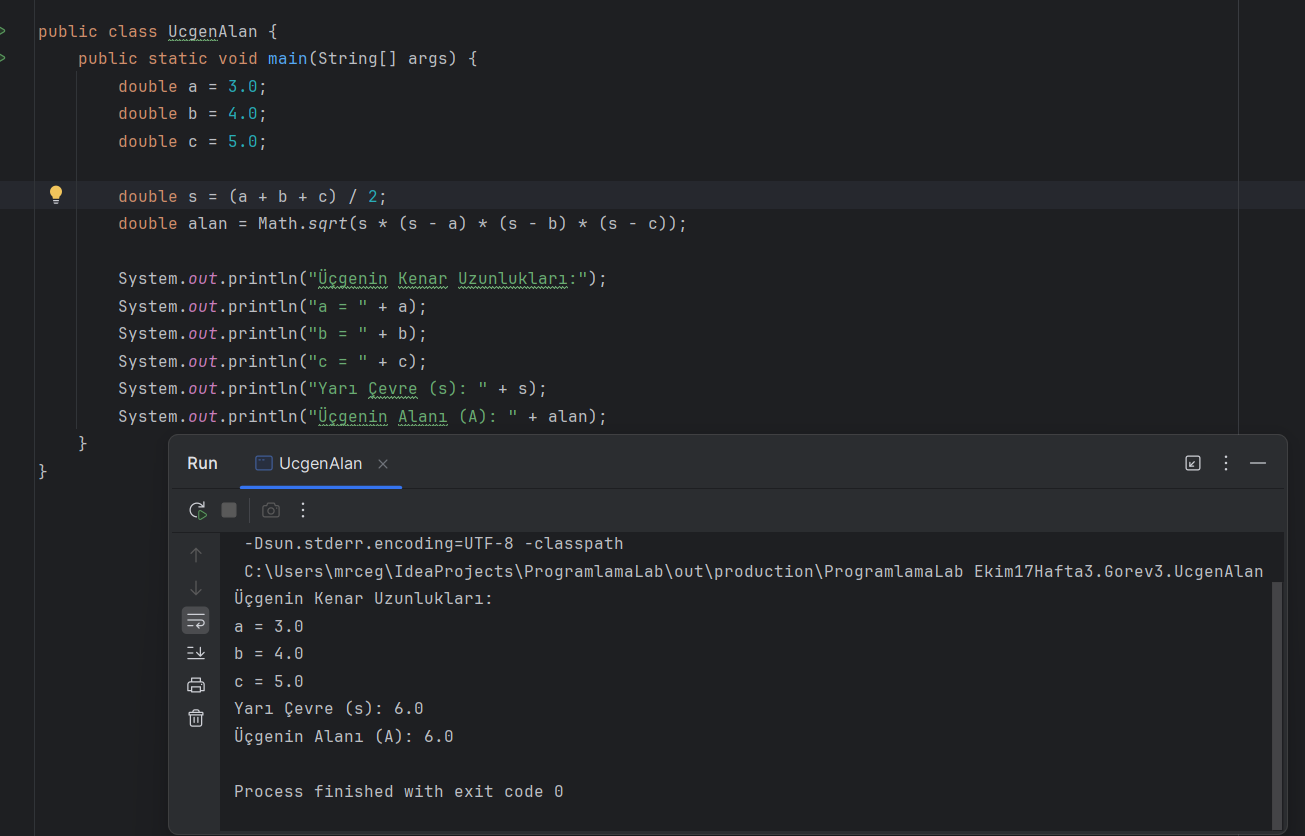 public class UcgenAlan {
public static void main(String[] args) {
double a = 3.0;
double b = 4.0;
double c = 5.0;
double s = (a + b + c) / 2;
double alan = Math.sqrt(s * (s - a) * (s - b) * (s - c));
System.out.println("Üçgenin Kenar Uzunlukları:");
System.out.println("a = " + a);
System.out.println("b = " + b);
System.out.println("c = " + c);
System.out.println("Yarı Çevre (s): " + s);
System.out.println("Üçgenin Alanı (A): " + alan);
}
}
Run UcgenAlan
-Dsun.stderr.encoding=UTF-8 -classpath
C:\Users\mrceg\IdeaProjects\ProgramlamaLab\out\production\ProgramlamaLab Ekim17Hafta3.Gorev3.UcgenAlan
Üçgenin Kenar Uzunlukları:
a = 3.0
b = 4.0
c = 5.0
Yarı Çevre (s): 6.0
Üçgenin Alanı (A): 6.0
Process finished with exit code 0